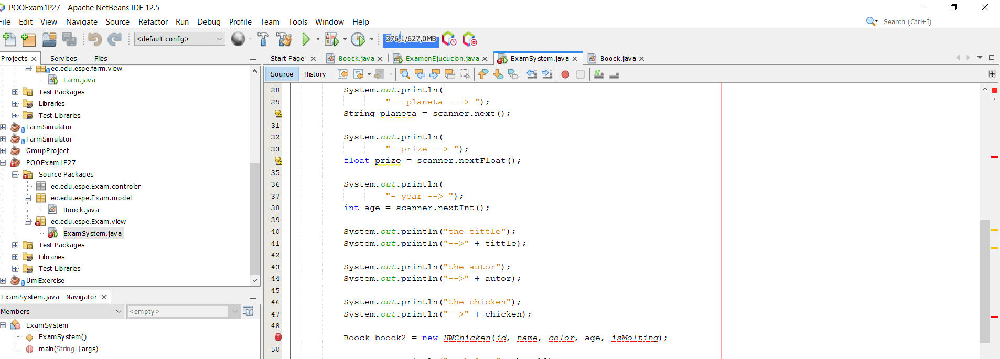 POOExam1P27 - Apache NetBeans IDE 12.5
File Edit View Navigate Source Refactor Run Debug Profile Team Tools Window Help
Search (Ctrl+I)
<default config>
376,1/627,0MB
Projects Services Files
ec.edu.espe.farm.view
Farm.java
Test Packages
Libraries
Test Libraries
FarmSimulator
FarmSimulator
GroupProject
POOExam1P27
Source Packages
ec.edu.espe.Exam.controler
ec.edu.espe.Exam.model
Boock.java
ec.edu.espe.Exam.view
ExamSystem.java
Test Packages
Libraries
Test Libraries
UmlExercise
ExamSystem.java - Navigator
Members
<empty>
ExamSystem
ExamSystem()
main(String[] args)
Start Page Boock.java ExamenEjucucion.java ExamSystem.java Boock.java
Source History
28 System.out.println(
29 "-- planeta ---> ");
String planeta = scanner.next();
31
32 System.out.println(
33 "- prize --> ");
float prize = scanner.nextFloat();
35
36 System.out.println(
37 "- year --> ");
38 int age = scanner.nextInt();
39
40 System.out.println("the tittle");
41 System.out.println("-->" + tittle);
42
43 System.out.println("the autor");
44 System.out.println("-->" + autor);
45
46 System.out.println("the chicken");
47 System.out.println("-->" + chicken);
48
Boock boock2 = new HWChicken(id, name, color, age, isMolting);
50